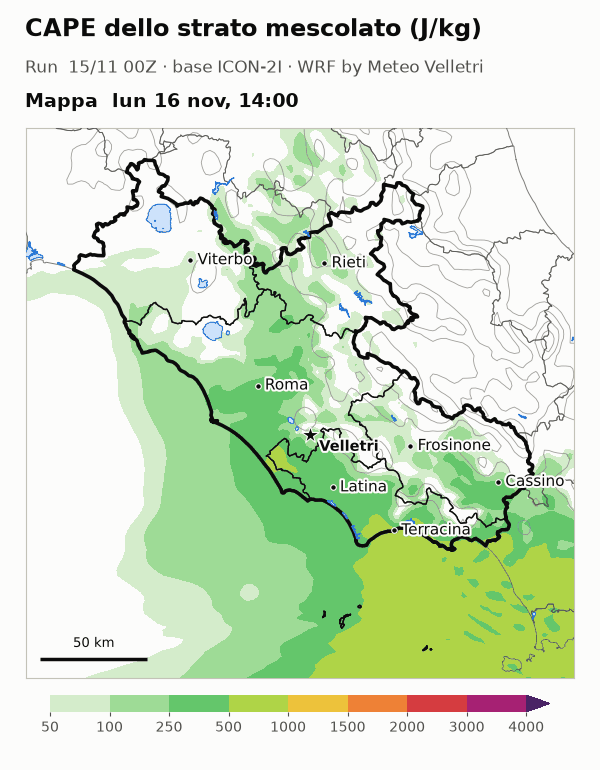 CAPE dello strato mescolato (J/kg)
Run  15/11 00Z · base ICON-2I · WRF by Meteo Velletri
Mappa  lun 16 nov, 14:00
Viterbo
Rieti
Roma
Velletri
Frosinone
Cassino
Latina
Terracina
50 km
50 100 250 500 1000 1500 2000 3000 4000